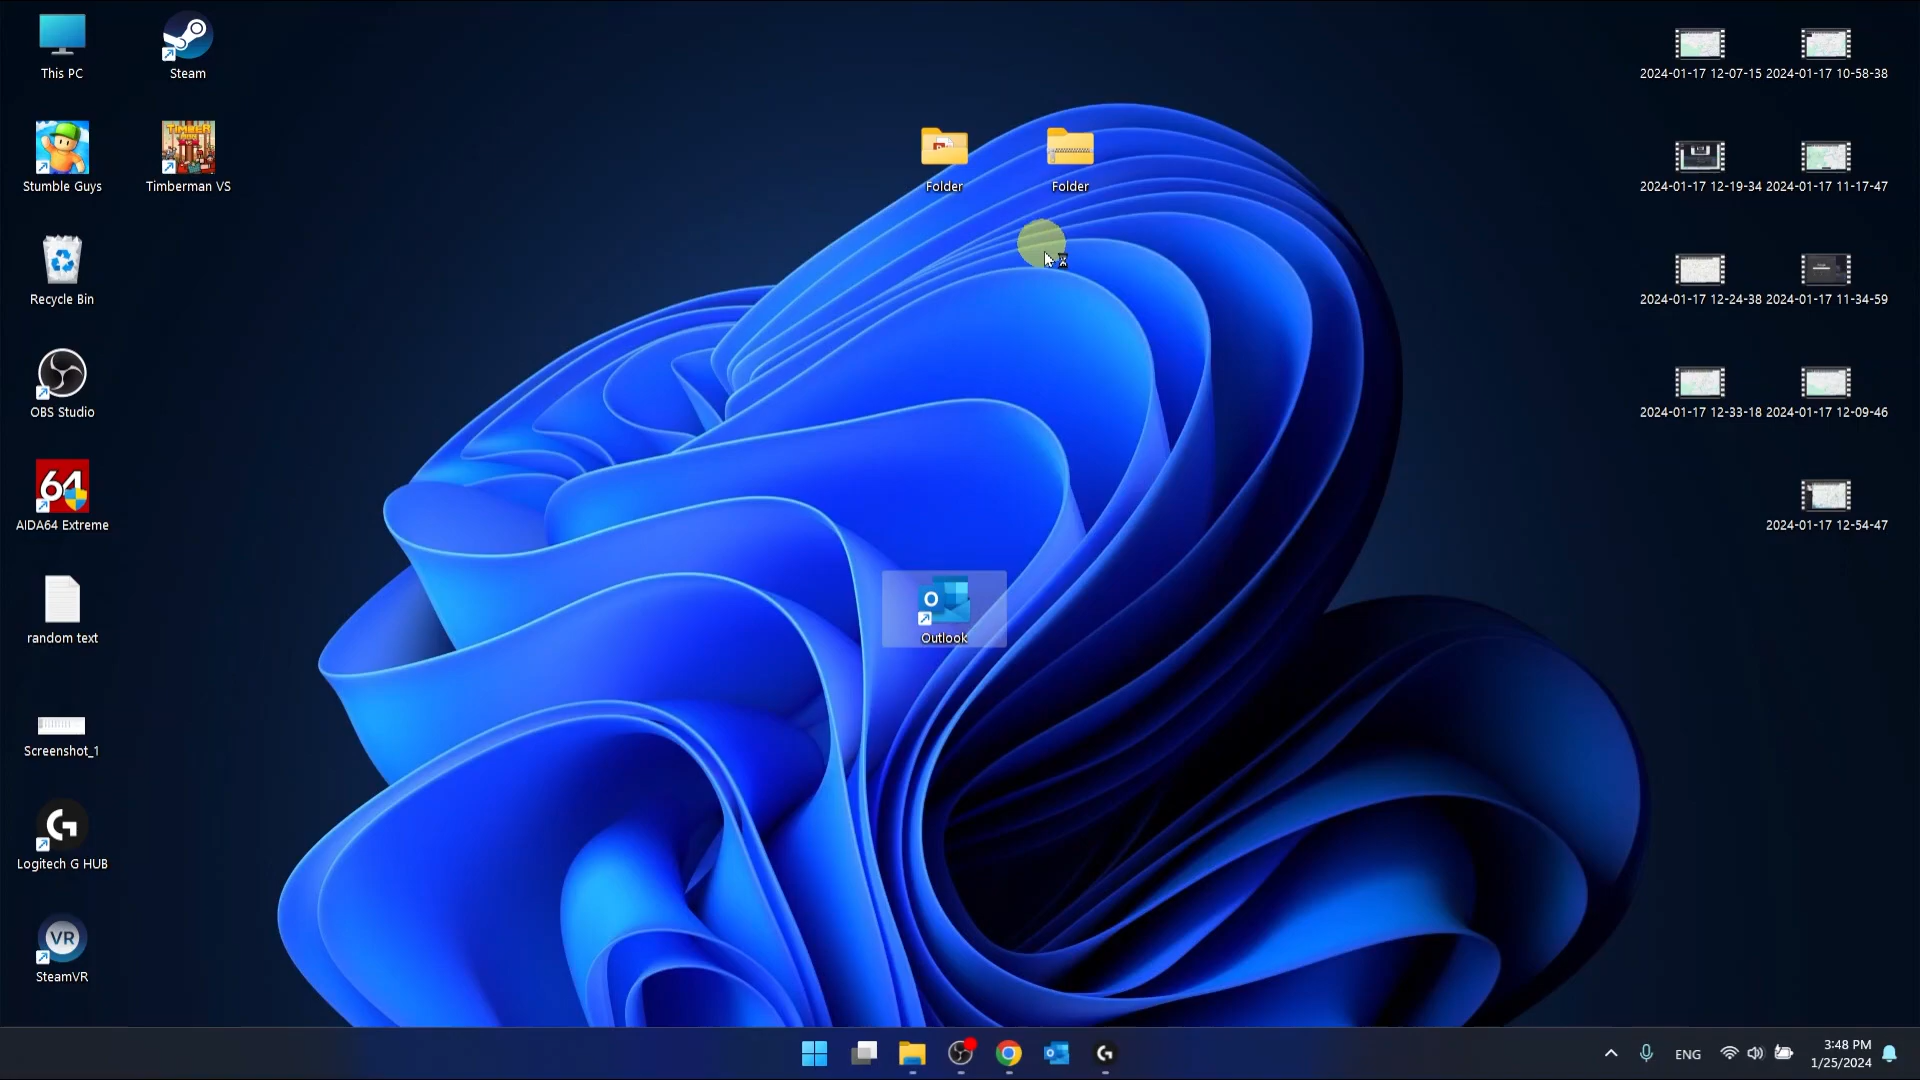 This PC
Steam
Stumble Guys
TIMBER
Timberman VS
Recycle Bin
OBS Studio
64
AIDA64 Extreme
random text
Screenshot_1
G
Logitech G HUB
VR
SteamVR
Folder
Folder
O
Outlook
2024-01-17 12-07-15
2024-01-17 10-58-38
2024-01-17 12-19-34
2024-01-17 11-17-47
2024-01-17 12-24-38
2024-01-17 11-34-59
2024-01-17 12-33-18
2024-01-17 12-09-46
2024-01-17 12-54-47
ENG
3:48 PM
1/25/2024